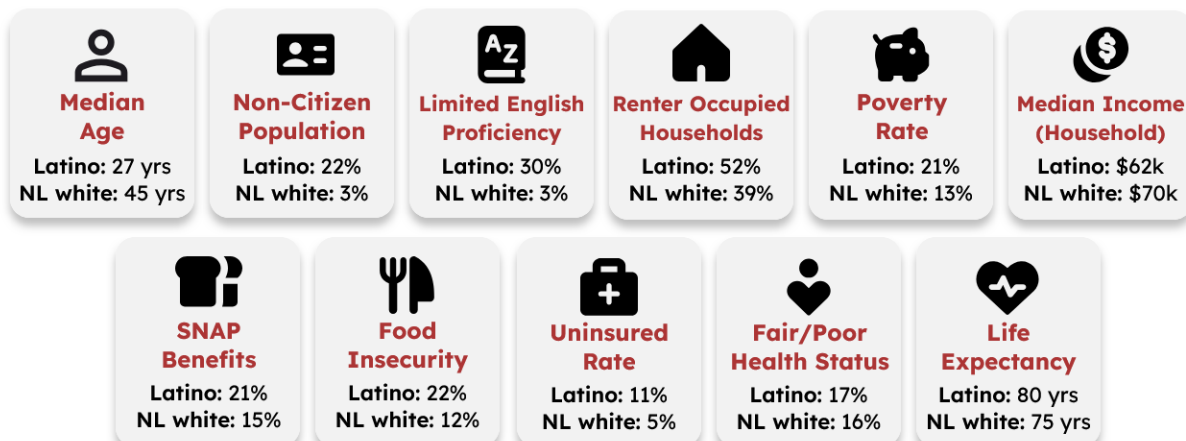 Median
Age
Latino: 27 yrs
NL white: 45 yrs
Non-Citizen
Population
Latino: 22%
NL white: 3%
AZ
Limited English
Proficiency
Latino: 30%
NL white: 3%
Renter Occupied
Households
Latino: 52%
NL white: 39%
Poverty
Rate
Latino: 21%
NL white: 13%
$
Median Income
(Household)
Latino: $62k
NL white: $70k
SNAP
Benefits
Latino: 21%
NL white: 15%
Food
Insecurity
Latino: 22%
NL white: 12%
Uninsured
Rate
Latino: 11%
NL white: 5%
Fair/Poor
Health Status
Latino: 17%
NL white: 16%
Life
Expectancy
Latino: 80 yrs
NL white: 75 yrs